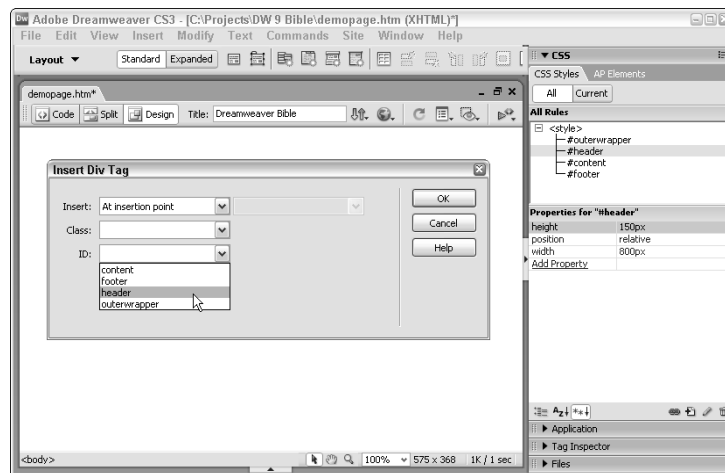 Adobe Dreamweaver CS3 - [C:\Projects\DW 9 Bible\demopage.htm (XHTML)*]
File Edit View Insert Modify Text Commands Site Window Help
Layout Standard Expanded
CSS
CSS Styles AP Elements
All Current
All Rules
<style>
#outerwrapper
#header
#content
#footer
Properties for "#header"
height 150px
position relative
width 800px
Add Property
Application
Tag Inspector
Files
demopage.htm*
Code Split Design Title: Dreamweaver Bible
Insert Div Tag
Insert: At insertion point
Class:
ID:
content
footer
header
outerwrapper
OK
Cancel
Help
<body> 100% 575 x 368 1K / 1 sec